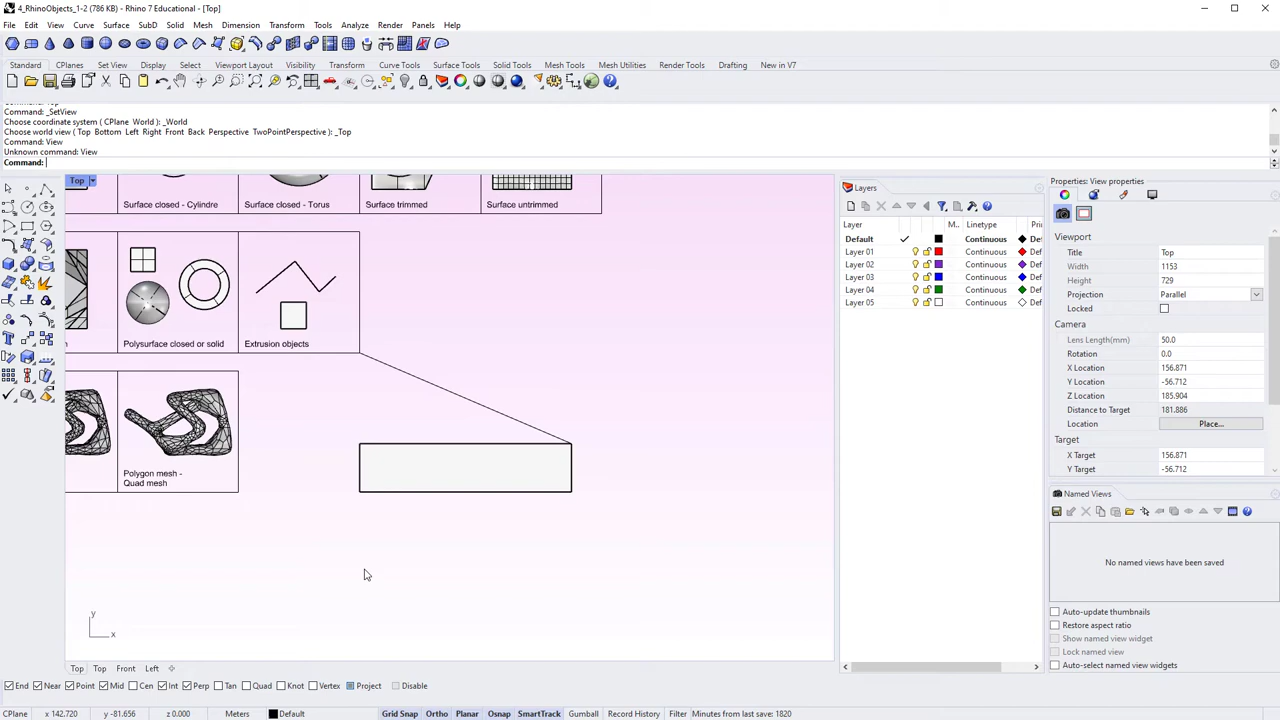 4_RhinoObjects_1-2 (786 KB) - Rhino 7 Educational - [Top]
File Edit View Curve Surface SubD Solid Mesh Dimension Transform Tools Analyze Render Panels Help
Standard CPlanes Set View Display Select Viewport Layout Visibility Transform Curve Tools Surface Tools Solid Tools Mesh Tools Mesh Utilities Render Tools Drafting New in V7
Command: _SetView
Choose coordinate system ( CPlane World ): _World
Choose world view ( Top Bottom Left Right Front Back Perspective TwoPointPerspective ): _Top
Command: View
Unknown command: View
Command:
Top
Surface closed - Cylindre
Surface closed - Torus
Surface trimmed
Surface untrimmed
Polysurface closed or solid
Extrusion objects
Polygon mesh -
Quad mesh
y
x
Top Top Front Left
Layers
Layer M.. Linetype Pri
Default Continuous Def
Layer 01 Continuous Def
Layer 02 Continuous Def
Layer 03 Continuous Def
Layer 04 Continuous Def
Layer 05 Continuous Def
Properties: View properties
Viewport
Title Top
Width 1153
Height 729
Projection Parallel
Locked
Camera
Lens Length(mm) 50.0
Rotation 0.0
X Location 156.871
Y Location -56.712
Z Location 185.904
Distance to Target 181.886
Location Place...
Target
X Target 156.871
Y Target -56.712
Named Views
No named views have been saved
Auto-update thumbnails
Restore aspect ratio
Show named view widget
Lock named view
Auto-select named view widgets
End Near Point Mid Cen Int Perp Tan Quad Knot Vertex Project Disable
CPlane x 142.720 y -81.656 z 0.000 Meters Default Grid Snap Ortho Planar Osnap SmartTrack Gumball Record History Filter Minutes from last save: 1820